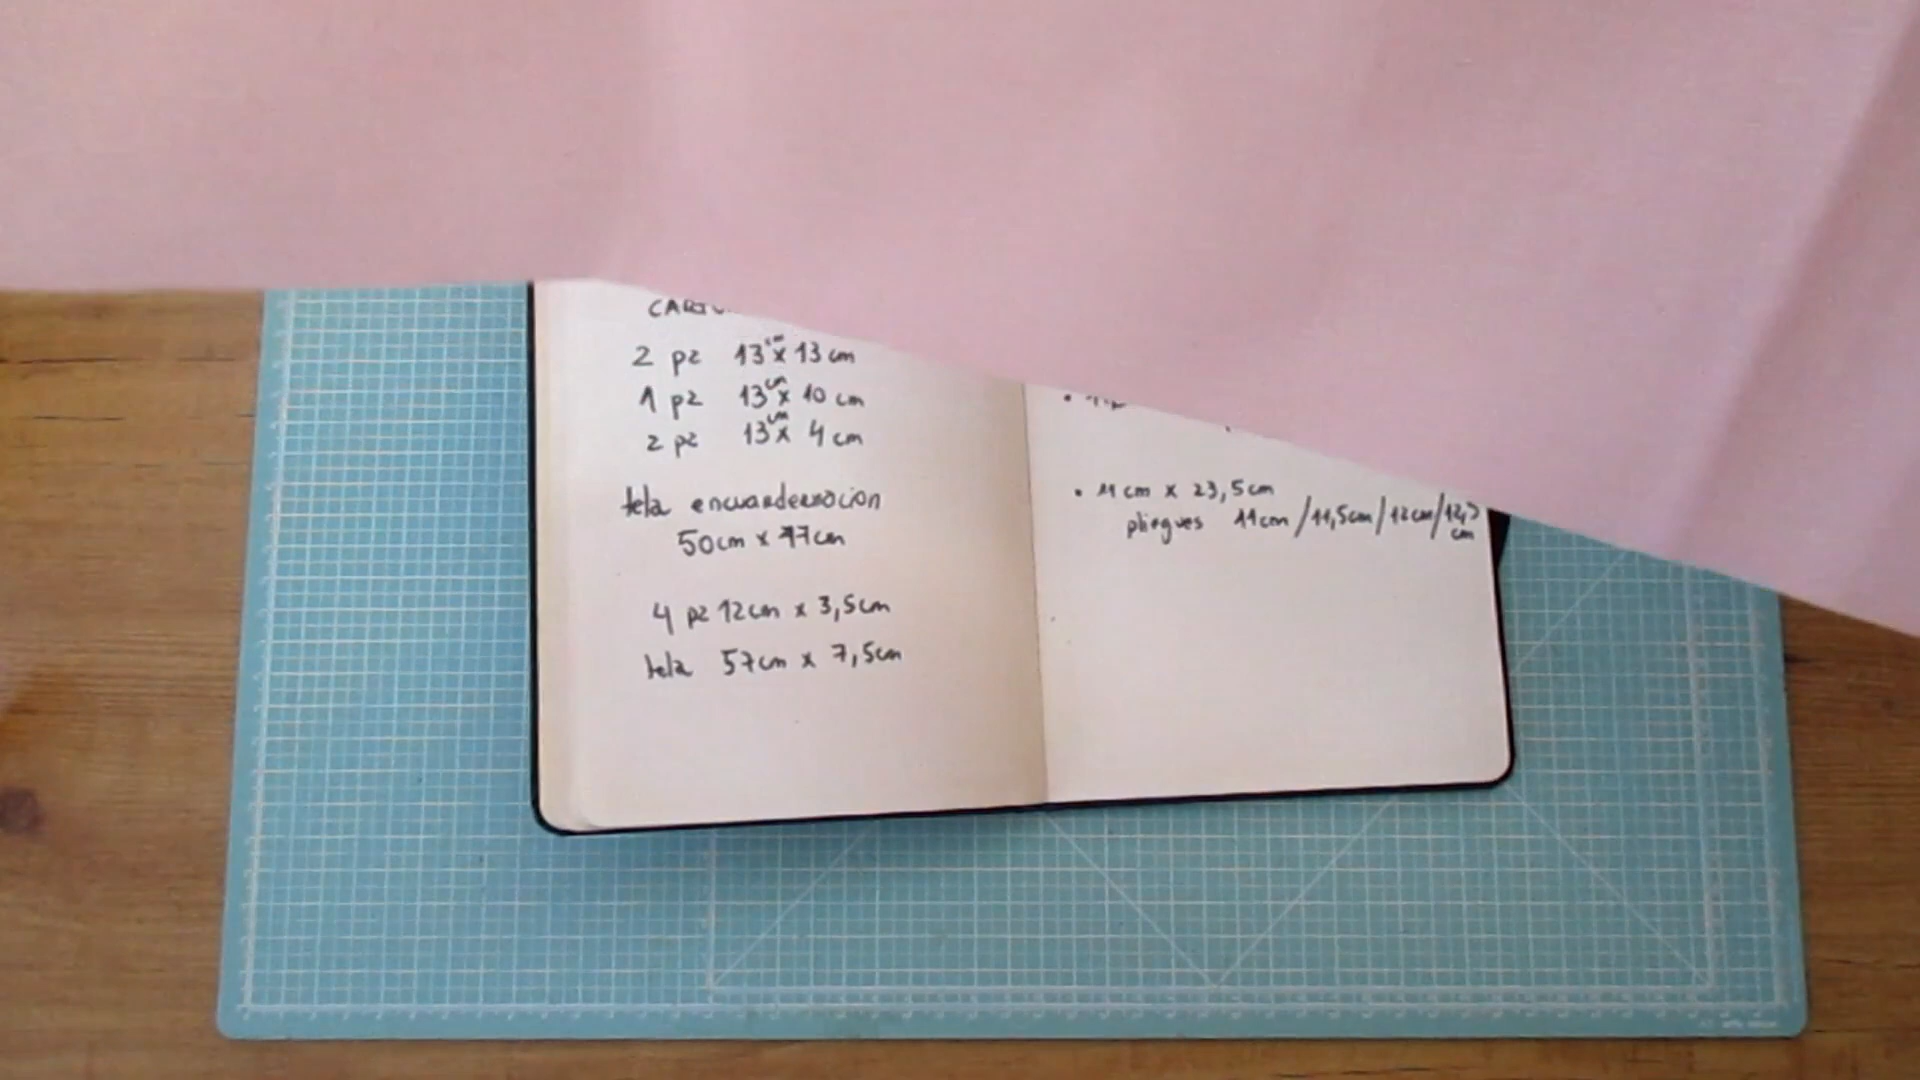 2 pz 13cm x 13 cm
1 pz 13cm x 10 cm
2 pz 13cm x 4 cm
tela encuadernacion
50cm x 17cm
4 pz 12cm x 3,5cm
tela 57cm x 7,5cm
• 11 cm x 23,5cm
pliegues 11cm / 11,5cm / 12cm / 12,5
cm